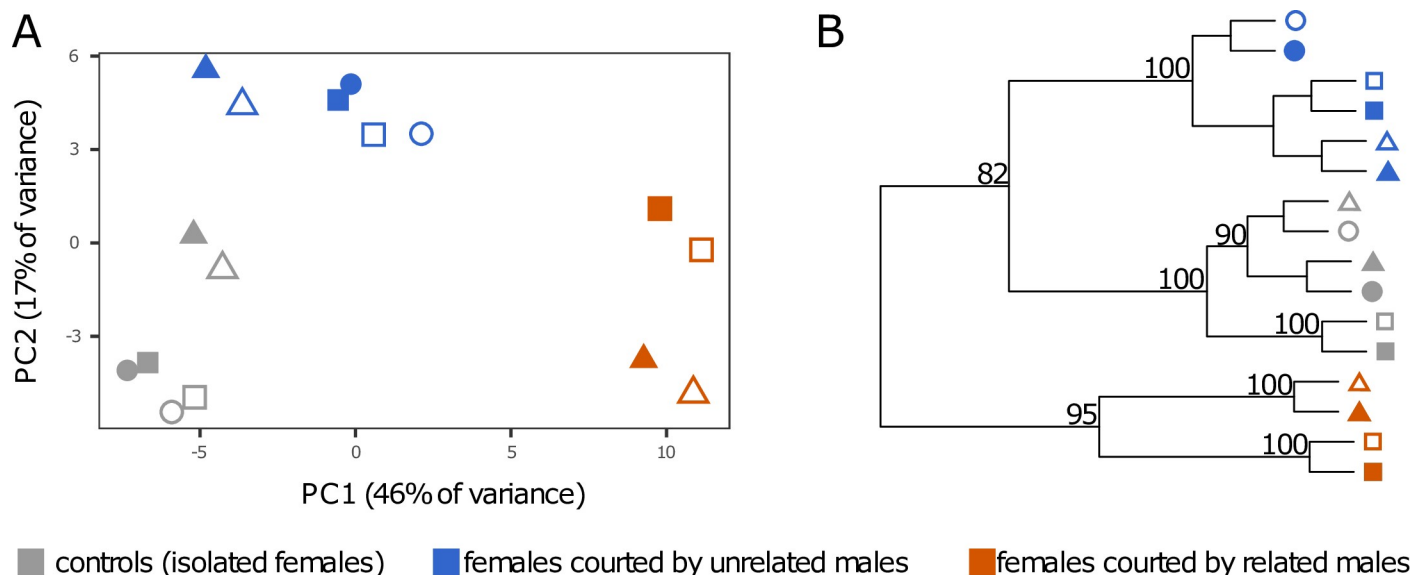 A
B
6
3
0
-3
PC2 (17% of variance)
-5
0
5
10
PC1 (46% of variance)
100
82
90
100
100
100
95
100
controls (isolated females)
females courted by unrelated males
females courted by related males